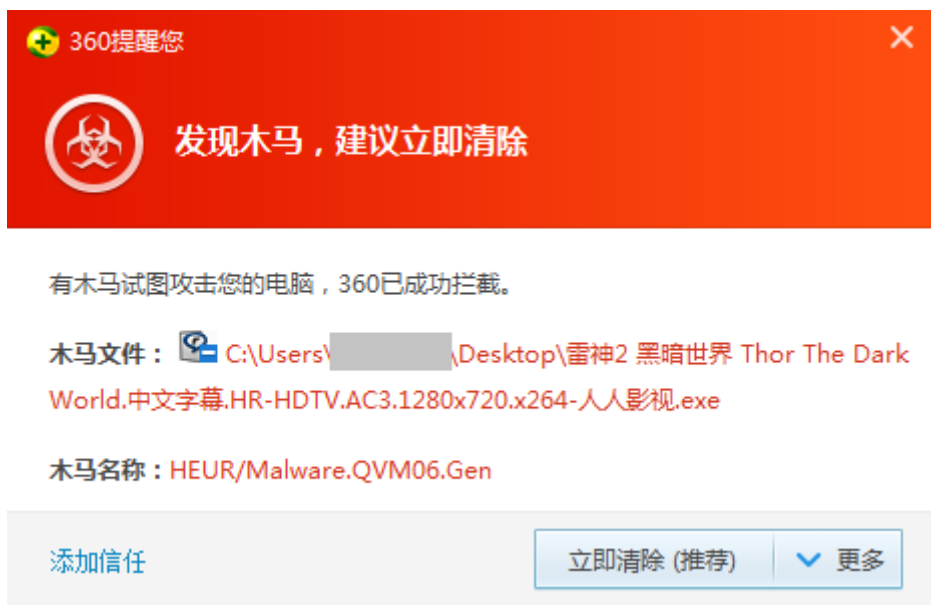 360提醒您
发现木马，建议立即清除
有木马试图攻击您的电脑，360已成功拦截。
木马文件： C:\Users\ \Desktop\雷神2 黑暗世界 Thor The Dark
World.中文字幕.HR-HDTV.AC3.1280x720.x264-人人影视.exe
木马名称：HEUR/Malware.QVM06.Gen
添加信任
立即清除 (推荐) 更多